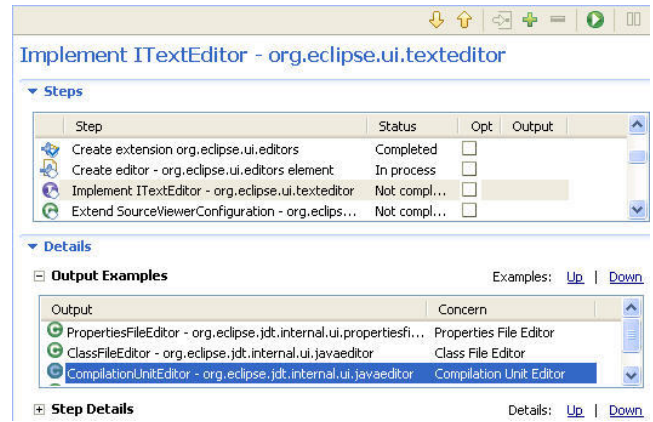 Implement ITextEditor - org.eclipse.ui.texteditor
Steps
Step Status Opt Output
Create extension org.eclipse.ui.editors Completed
Create editor - org.eclipse.ui.editors element In process
Implement ITextEditor - org.eclipse.ui.texteditor Not compl...
Extend SourceViewerConfiguration - org.eclips... Not compl...
Details
Output Examples Examples: Up | Down
Output Concern
PropertiesFileEditor - org.eclipse.jdt.internal.ui.propertiesfi... Properties File Editor
ClassFileEditor - org.eclipse.jdt.internal.ui.javaeditor Class File Editor
CompilationUnitEditor - org.eclipse.jdt.internal.ui.javaeditor Compilation Unit Editor
Step Details Details: Up | Down